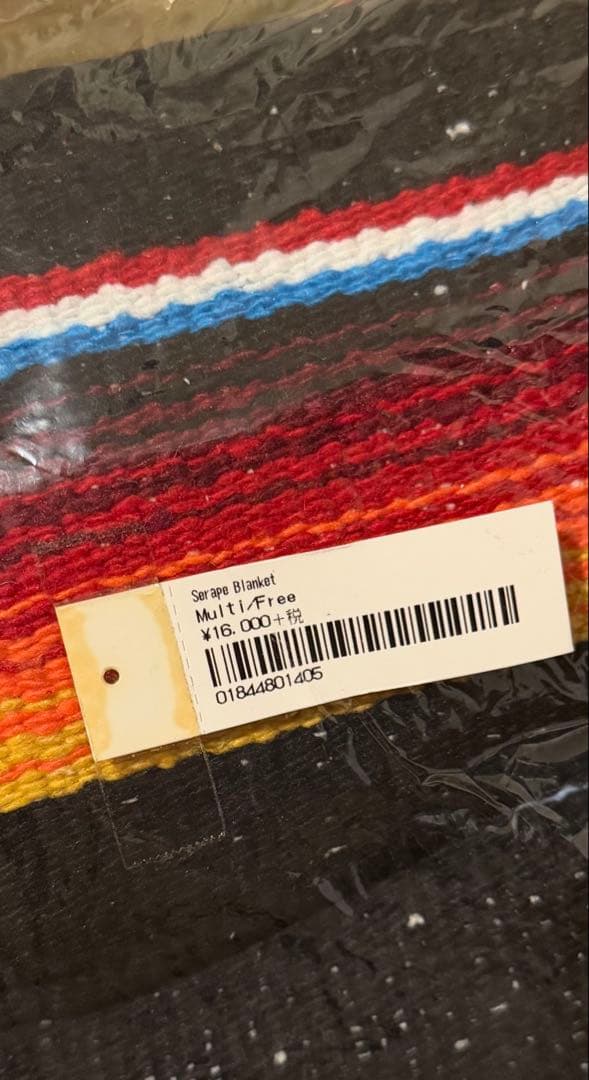 Serape Blanket
Multi/Free
¥16.000+税
01844801405